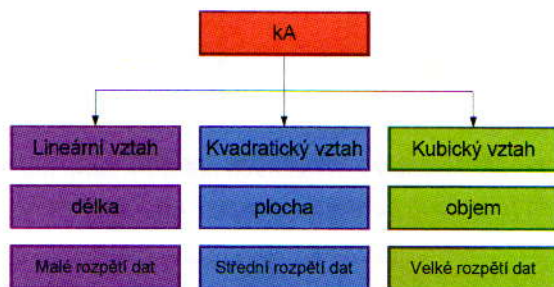 kA
Lineární vztah
Kvadratický vztah
Kubický vztah
délka
plocha
objem
Malé rozpětí dat
Střední rozpětí dat
Velké rozpětí dat